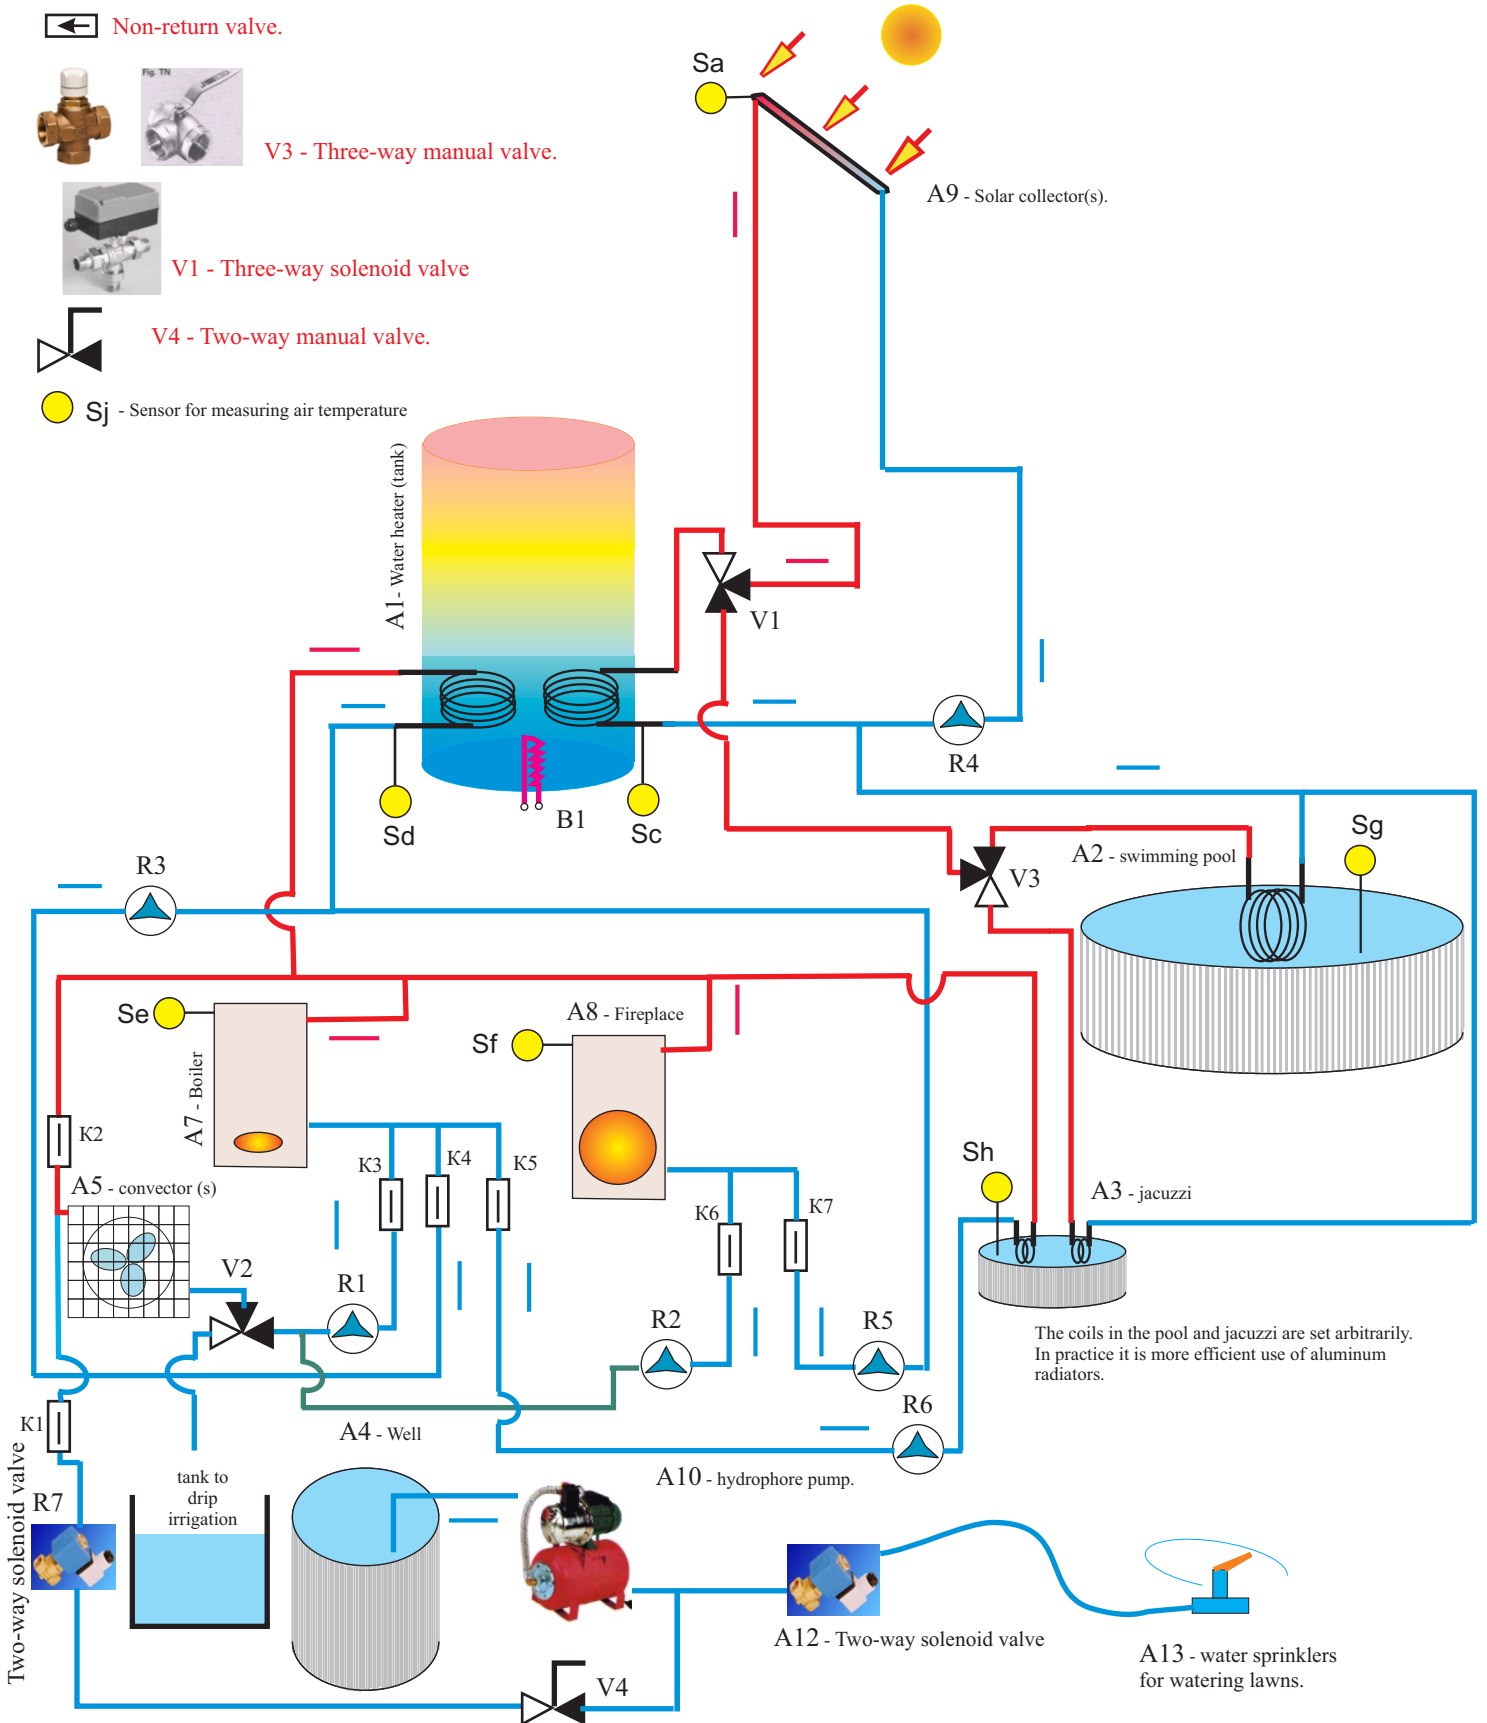 Non-return valve.
Fig. TN
V3 - Three-way manual valve.
V1 - Three-way solenoid valve
V4 - Two-way manual valve.
Sj - Sensor for measuring air temperature
Sa
A9 - Solar collector(s).
A1- Water heater (tank)
V1
R4
Sd
B1
Sc
R3
A2 - swimming pool
Sg
V3
Se
A7 - Boiler
Sf
A8 - Fireplace
K2
K3
K4
K5
K6
K7
Sh
A3 - jacuzzi
A5 - convector (s)
V2
R1
R2
R5
The coils in the pool and jacuzzi are set arbitrarily.
In practice it is more efficient use of aluminum
radiators.
R6
K1
A4 - Well
A10 - hydrophore pump.
Two-way solenoid valve
R7
tank to
drip
irrigation
A12 - Two-way solenoid valve
A13 - water sprinklers
for watering lawns.
V4